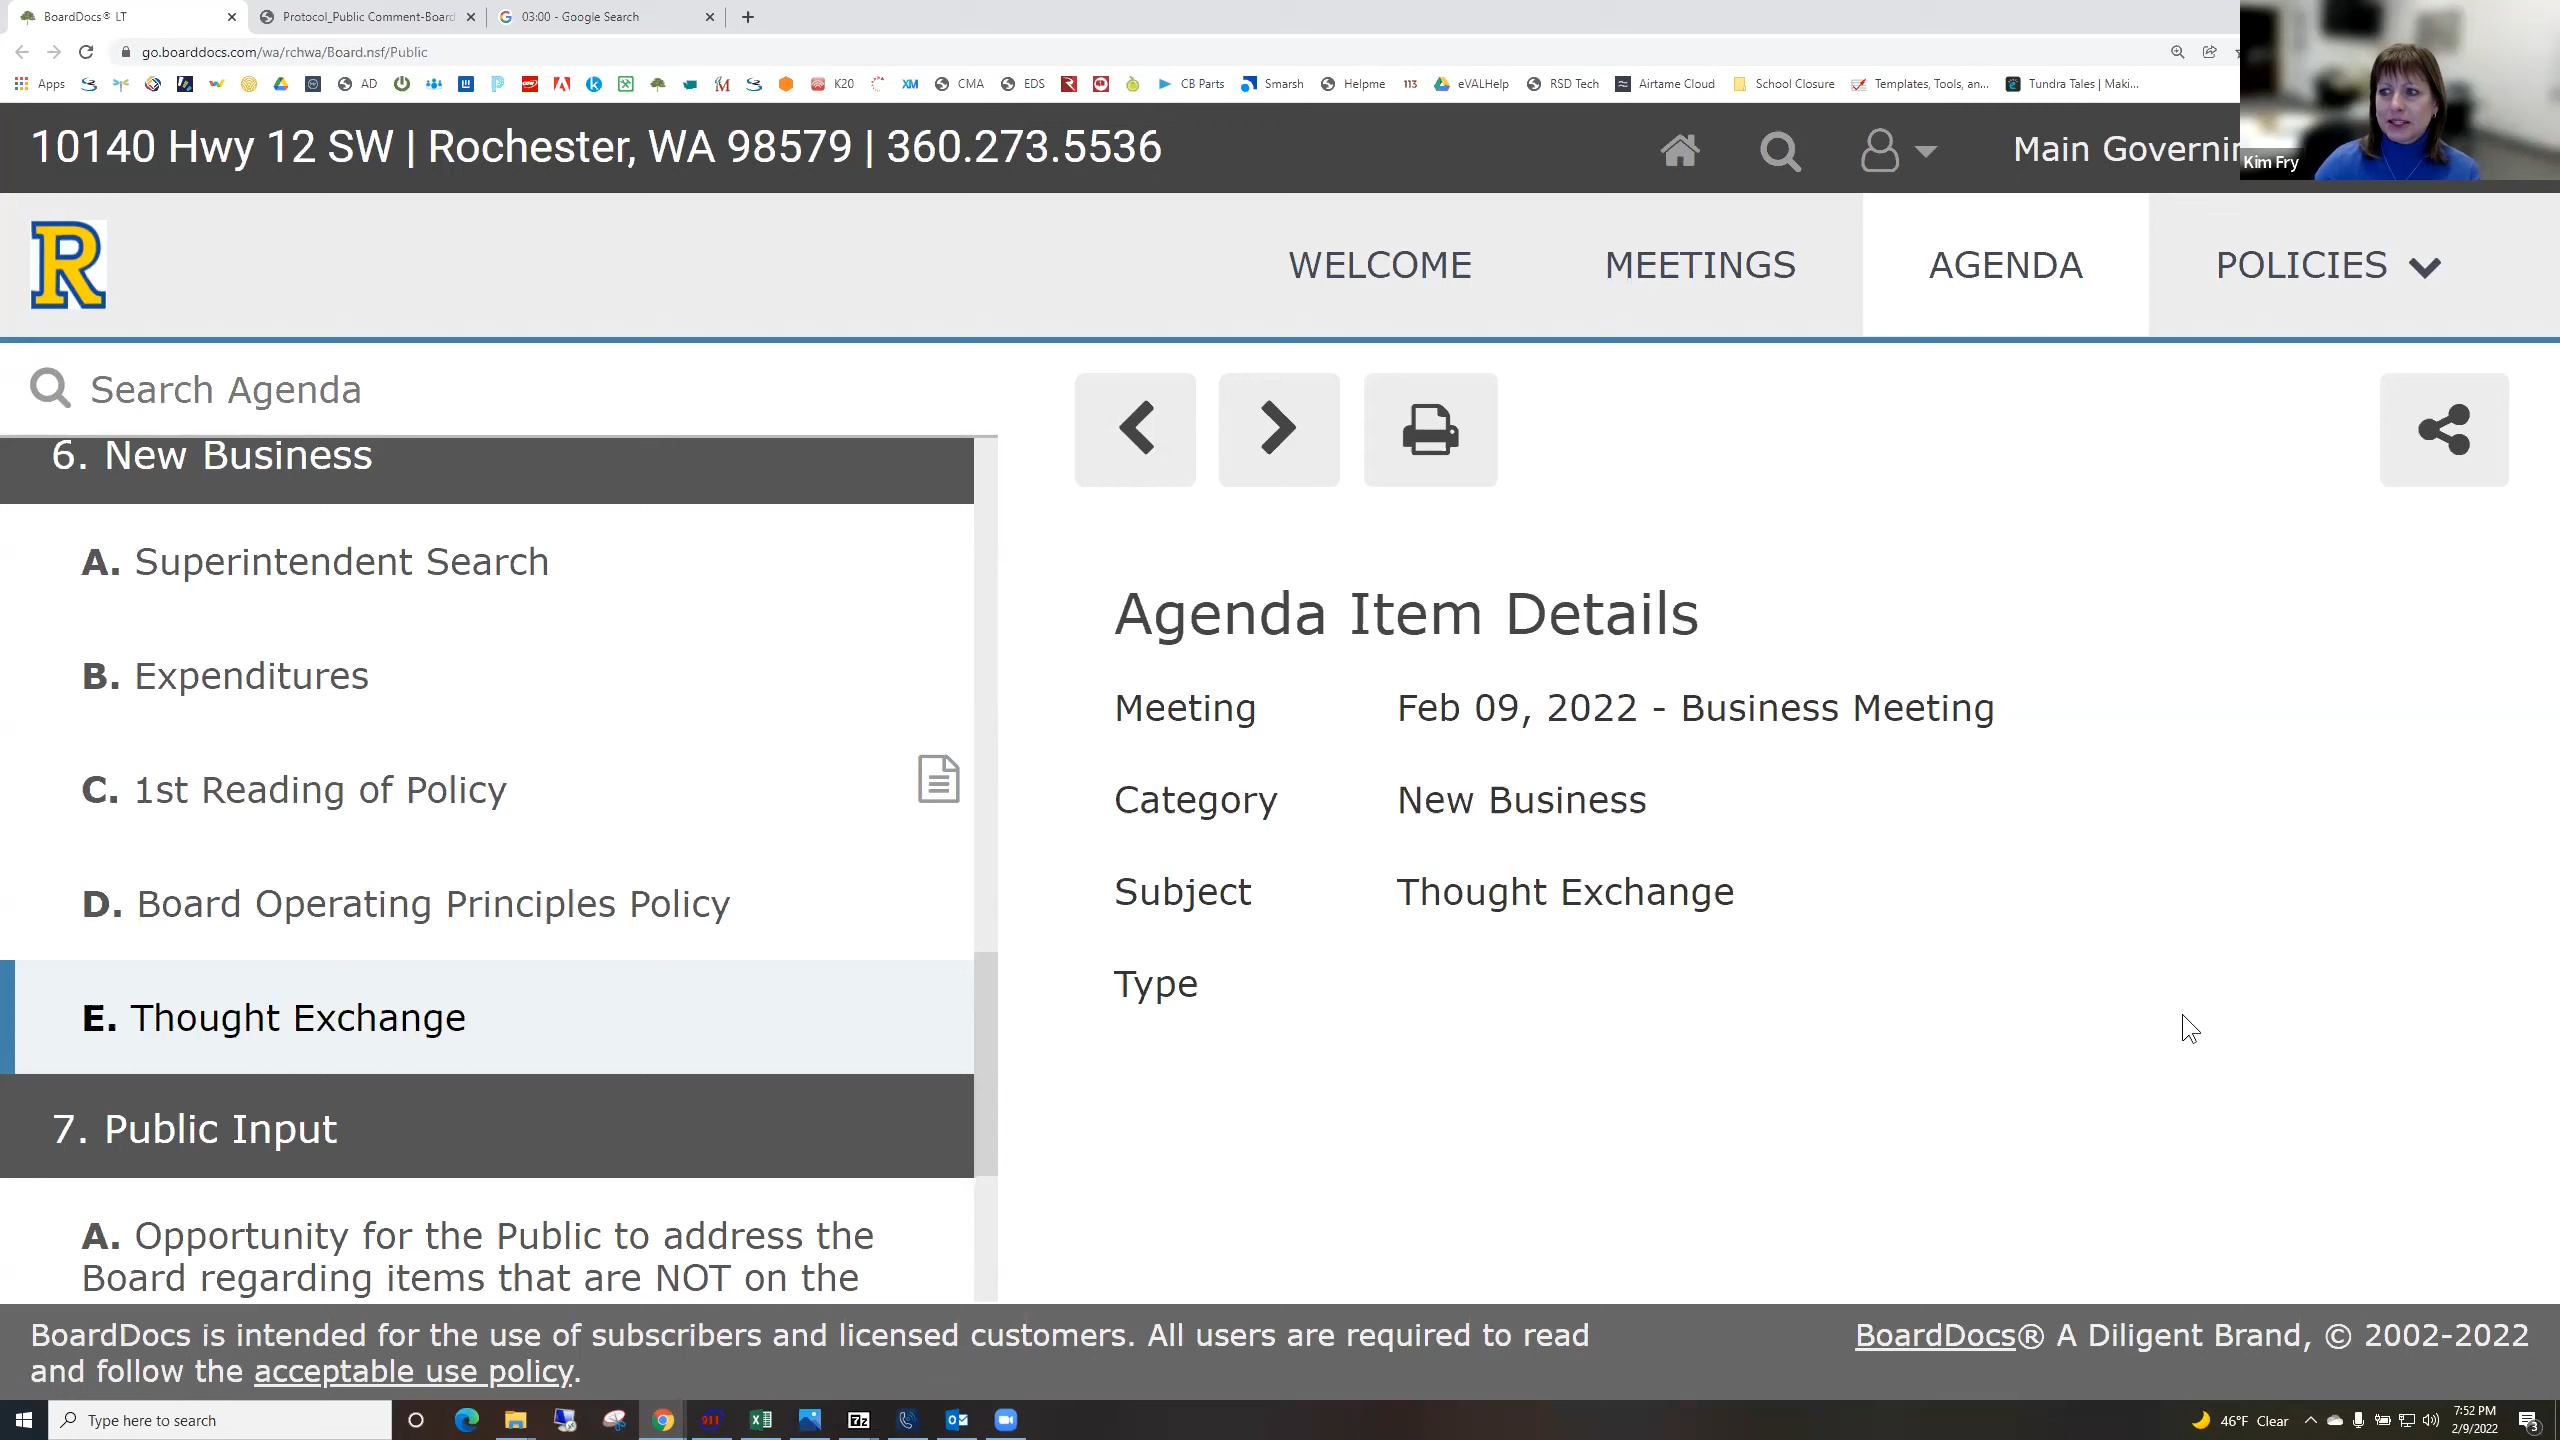 BoardDocs® LT
Protocol_Public Comment-Board
03:00 - Google Search
go.boarddocs.com/wa/rchwa/Board.nsf/Public
Apps
AD
K20
XM
CMA
EDS
CB Parts
Smarsh
Helpme
113
eVALHelp
RSD Tech
Airtame Cloud
School Closure
Templates, Tools, an...
Tundra Tales | Maki...
10140 Hwy 12 SW | Rochester, WA 98579 | 360.273.5536
Main Governin
Kim Fry
R
WELCOME
MEETINGS
AGENDA
POLICIES
Search Agenda
6. New Business
A. Superintendent Search
B. Expenditures
C. 1st Reading of Policy
D. Board Operating Principles Policy
E. Thought Exchange
7. Public Input
A. Opportunity for the Public to address the
Board regarding items that are NOT on the
Agenda Item Details
Meeting Feb 09, 2022 - Business Meeting
Category New Business
Subject Thought Exchange
Type
BoardDocs is intended for the use of subscribers and licensed customers. All users are required to read
and follow the acceptable use policy.
BoardDocs® A Diligent Brand, © 2002-2022
Type here to search
911
7z
46°F Clear
7:52 PM
2/9/2022
3